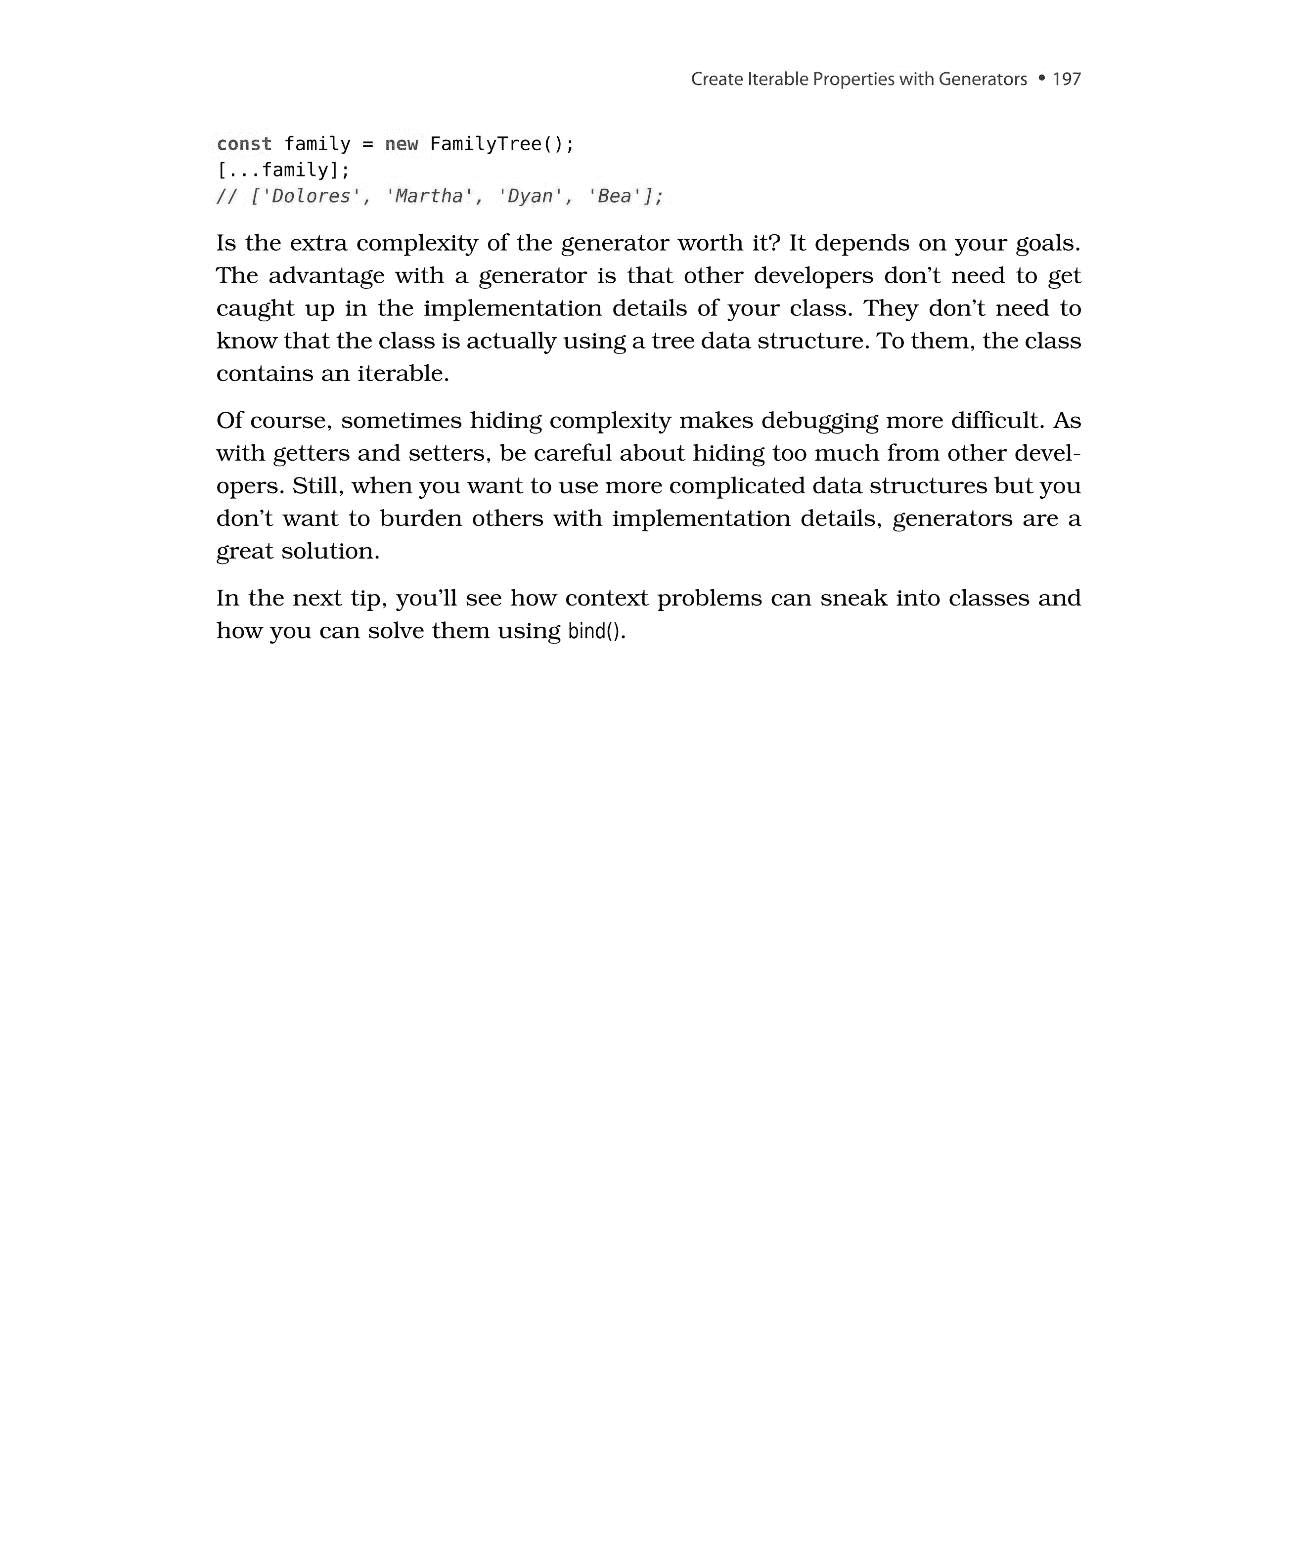 Create Iterable Properties with Generators • 197
const family = new FamilyTree();
[...family];
// ['Dolores', 'Martha', 'Dyan', 'Bea'];
Is the extra complexity of the generator worth it? It depends on your goals.
The advantage with a generator is that other developers don’t need to get
caught up in the implementation details of your class. They don’t need to
know that the class is actually using a tree data structure. To them, the class
contains an iterable.
Of course, sometimes hiding complexity makes debugging more difficult. As
with getters and setters, be careful about hiding too much from other devel-
opers. Still, when you want to use more complicated data structures but you
don’t want to burden others with implementation details, generators are a
great solution.
In the next tip, you’ll see how context problems can sneak into classes and
how you can solve them using bind().